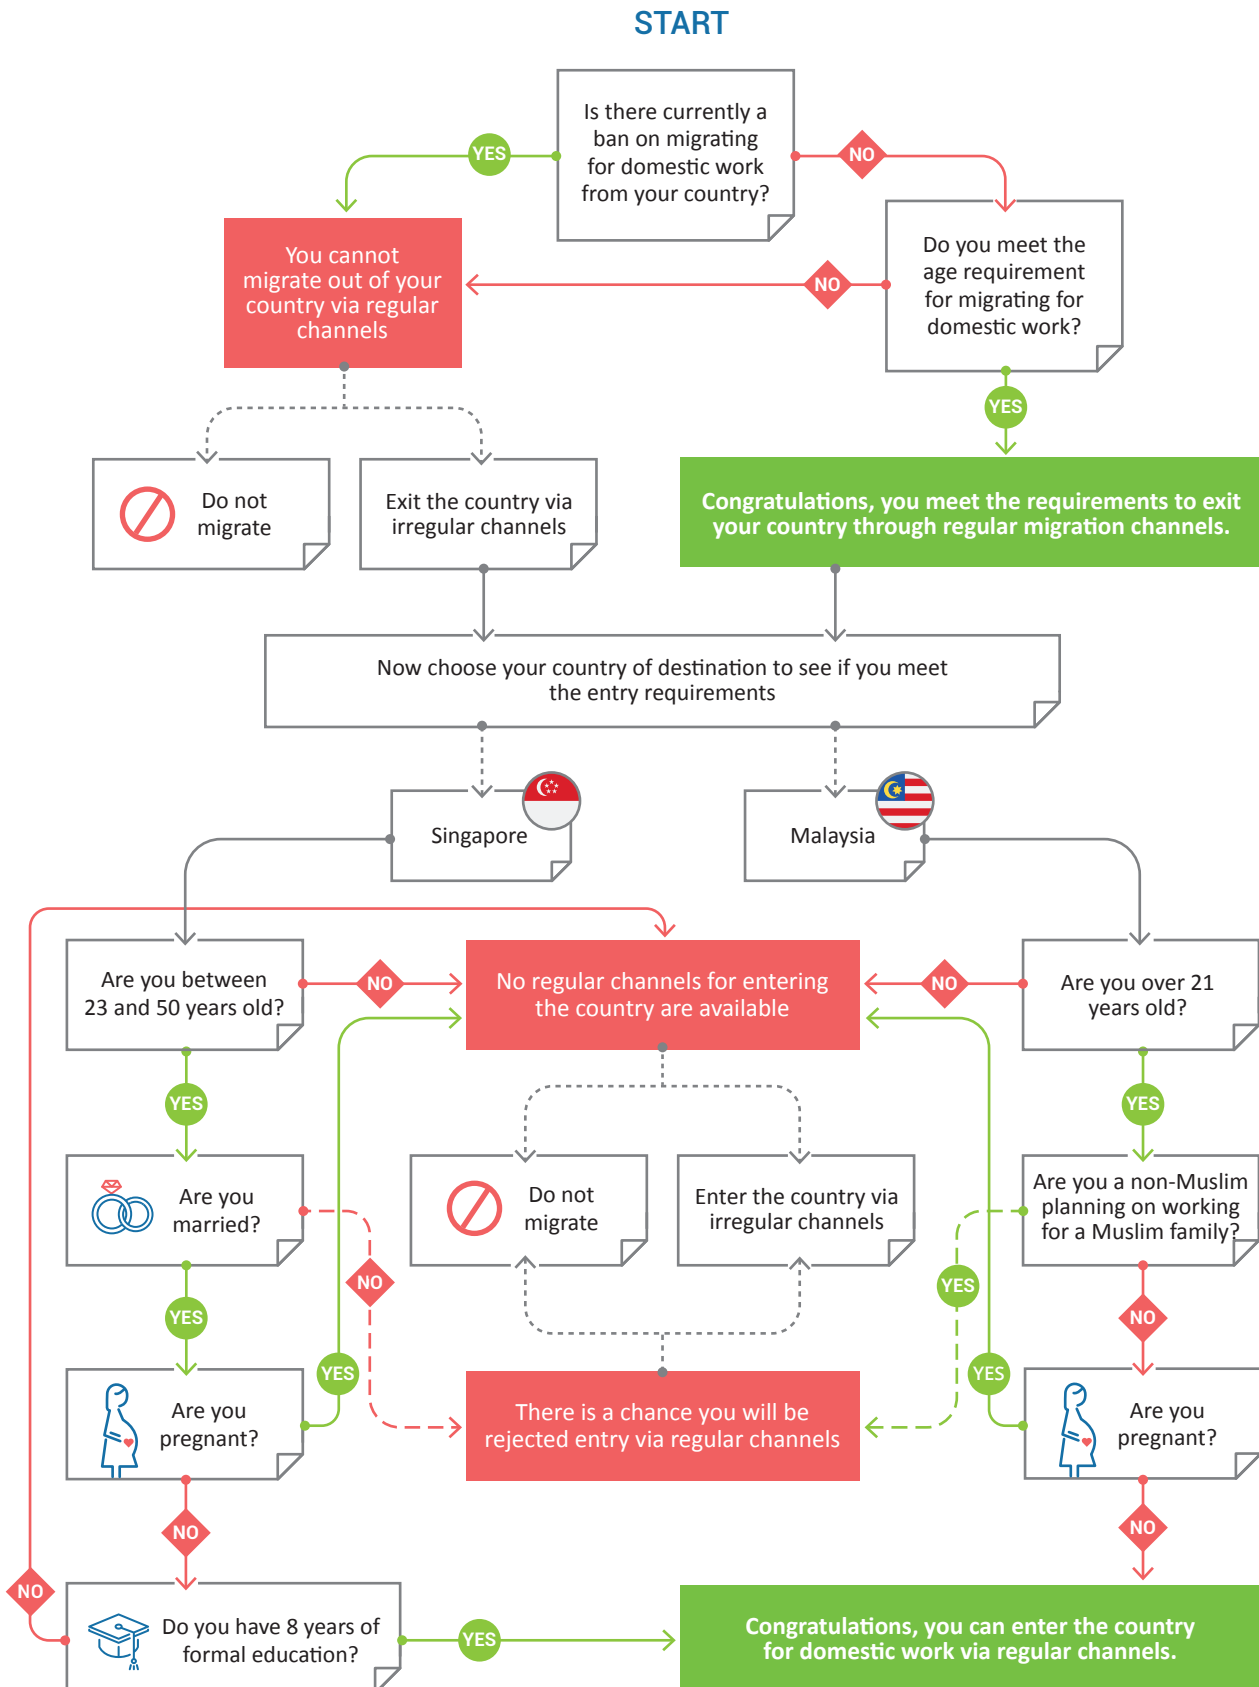 START
Is there currently a
ban on migrating
for domestic work
from your country?
YES
NO
You cannot
migrate out of your
country via regular
channels
NO
Do you meet the
age requirement
for migrating for
domestic work?
YES
Do not
migrate
Exit the country via
irregular channels
Congratulations, you meet the requirements to exit
your country through regular migration channels.
Now choose your country of destination to see if you meet
the entry requirements
Singapore
Malaysia
Are you between
23 and 50 years old?
NO
No regular channels for entering
the country are available
NO
Are you over 21
years old?
YES
YES
Are you
married?
Do not
migrate
Enter the country via
irregular channels
Are you a non-Muslim
planning on working
for a Muslim family?
NO
YES
YES
NO
YES
YES
Are you
pregnant?
There is a chance you will be
rejected entry via regular channels
Are you
pregnant?
NO
NO
NO
Do you have 8 years of
formal education?
YES
Congratulations, you can enter the country
for domestic work via regular channels.